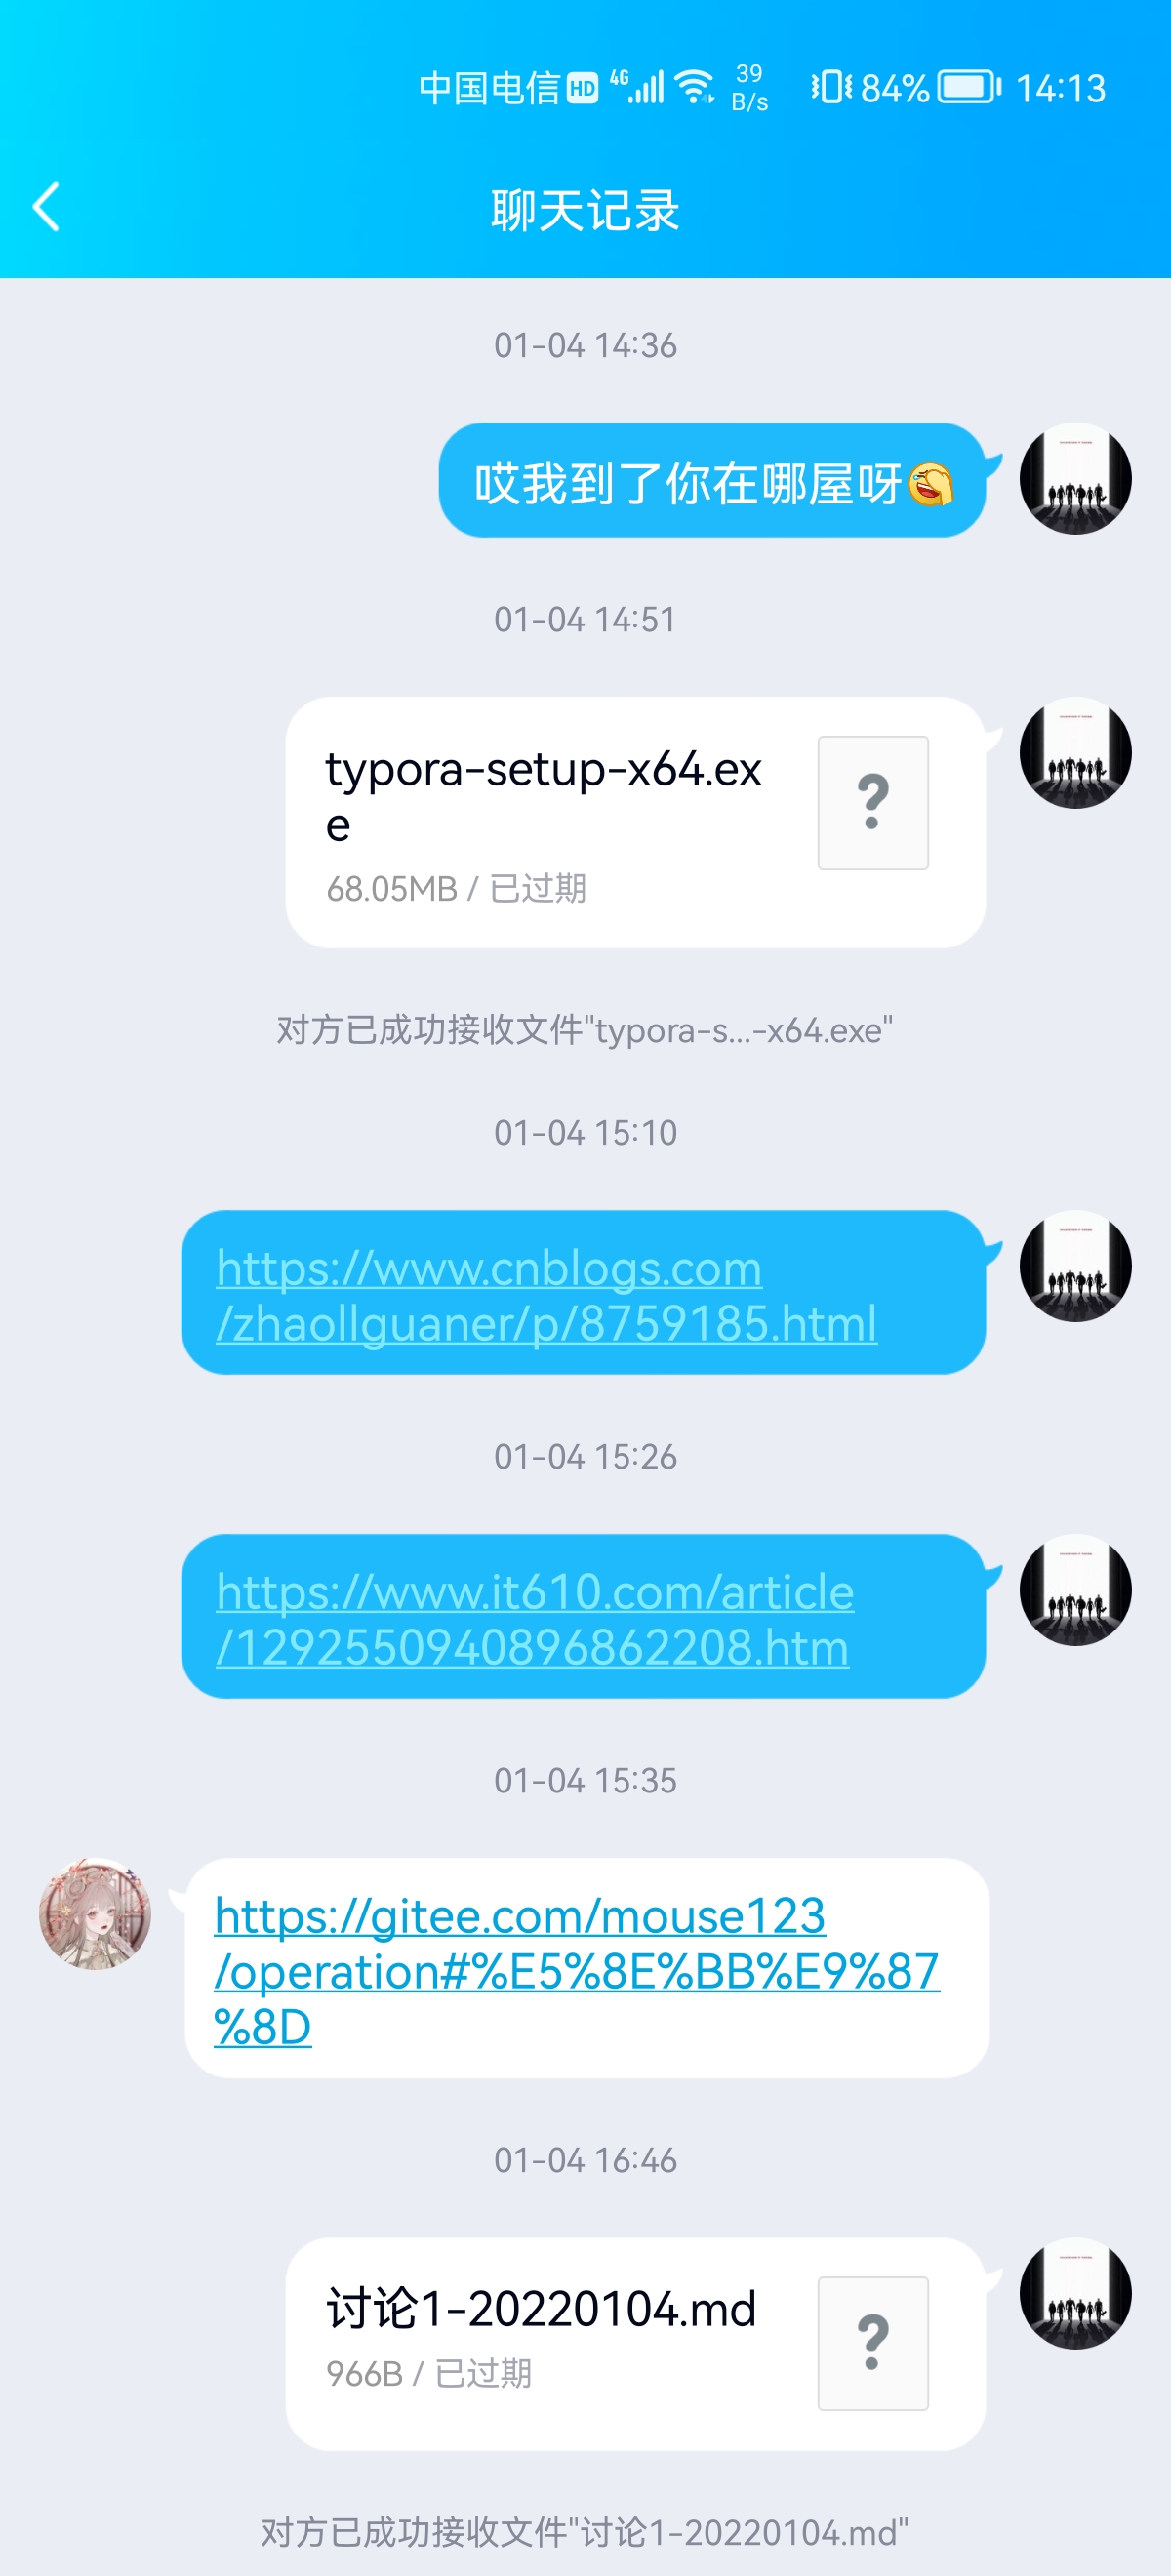 中国电信 HD 4G 39 B/s 84% 14:13
聊天记录
01-04 14:36
哎我到了你在哪屋呀
01-04 14:51
typora-setup-x64.ex
e
68.05MB / 已过期
对方已成功接收文件"typora-s...-x64.exe"
01-04 15:10
https://www.cnblogs.com
/zhaollguaner/p/8759185.html
01-04 15:26
https://www.it610.com/article
/1292550940896862208.htm
01-04 15:35
https://gitee.com/mouse123
/operation#%E5%8E%BB%E9%87
%8D
01-04 16:46
讨论1-20220104.md
966B / 已过期
对方已成功接收文件"讨论1-20220104.md"